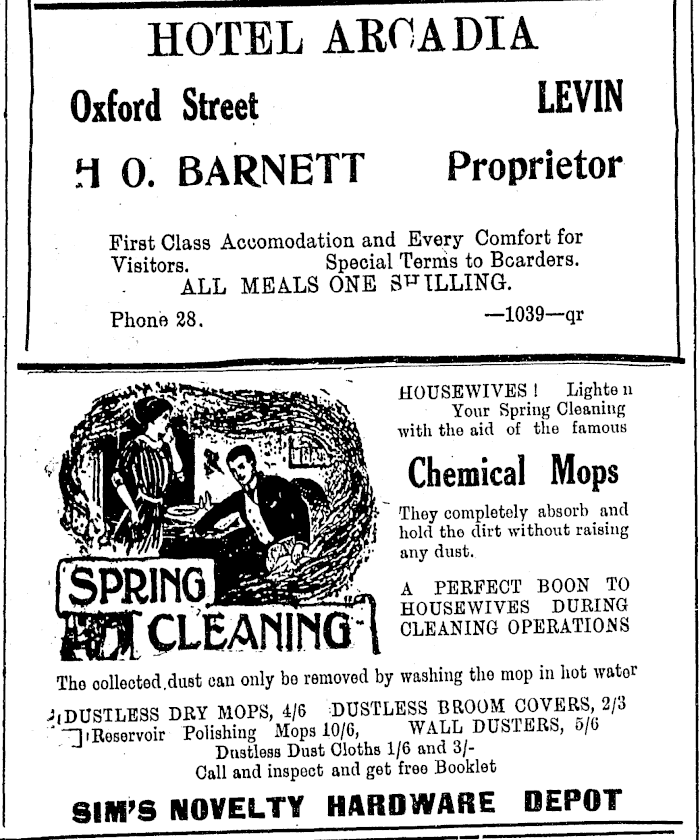 HOTEL ARCADIA
Oxford Street LEVIN
H O. BARNETT Proprietor
First Class Accomodation and Every Comfort for
Visitors. Special Terms to Boarders.
ALL MEALS ONE SHILLING.
Phone 28. —1039—qr
HOUSEWIVES! Lighten
Your Spring Cleaning
with the aid of the famous
Chemical Mops
They completely absorb and
hold the dirt without raising
any dust.
A PERFECT BOON TO
HOUSEWIVES DURING
CLEANING OPERATIONS
SPRING
CLEANING
The collected dust can only be removed by washing the mop in hot water
DUSTLESS DRY MOPS, 4/6 DUSTLESS BROOM COVERS, 2/3
Reservoir Polishing Mops 10/6, WALL DUSTERS, 5/6
Dustless Dust Cloths 1/6 and 3/-
Call and inspect and get free Booklet
SIM'S NOVELTY HARDWARE DEPOT